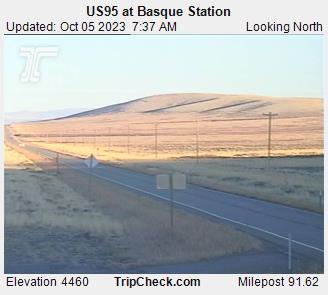 US95 at Basque Station
Updated: Oct 05 2023 7:37 AM Looking North
Elevation 4460 TripCheck.com Milepost 91.62